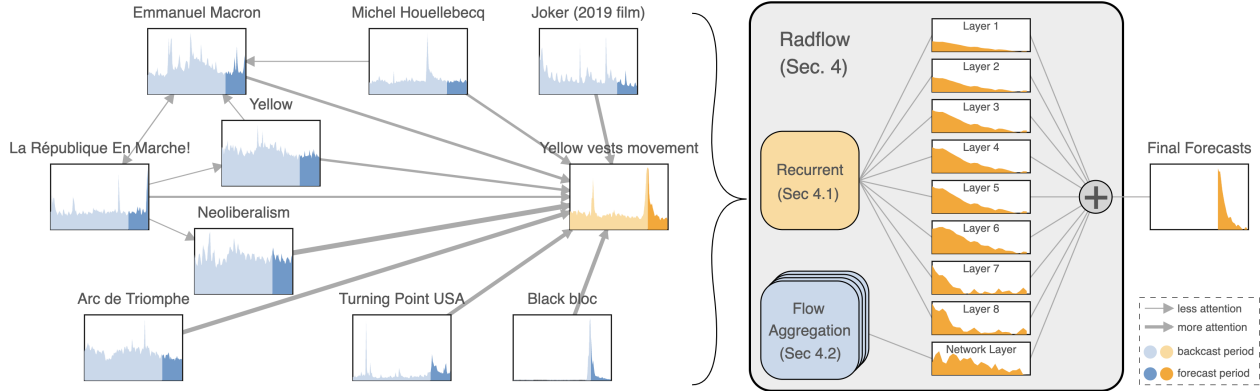 Emmanuel Macron
Michel Houellebecq
Joker (2019 film)
Yellow
La République En Marche!
Yellow vests movement
Neoliberalism
Arc de Triomphe
Turning Point USA
Black bloc
Radflow
(Sec. 4)
Recurrent
(Sec 4.1)
Flow
Aggregation
(Sec 4.2)
Layer 1
Layer 2
Layer 3
Layer 4
Layer 5
Layer 6
Layer 7
Layer 8
Network Layer
+
Final Forecasts
less attention
more attention
backcast period
forecast period